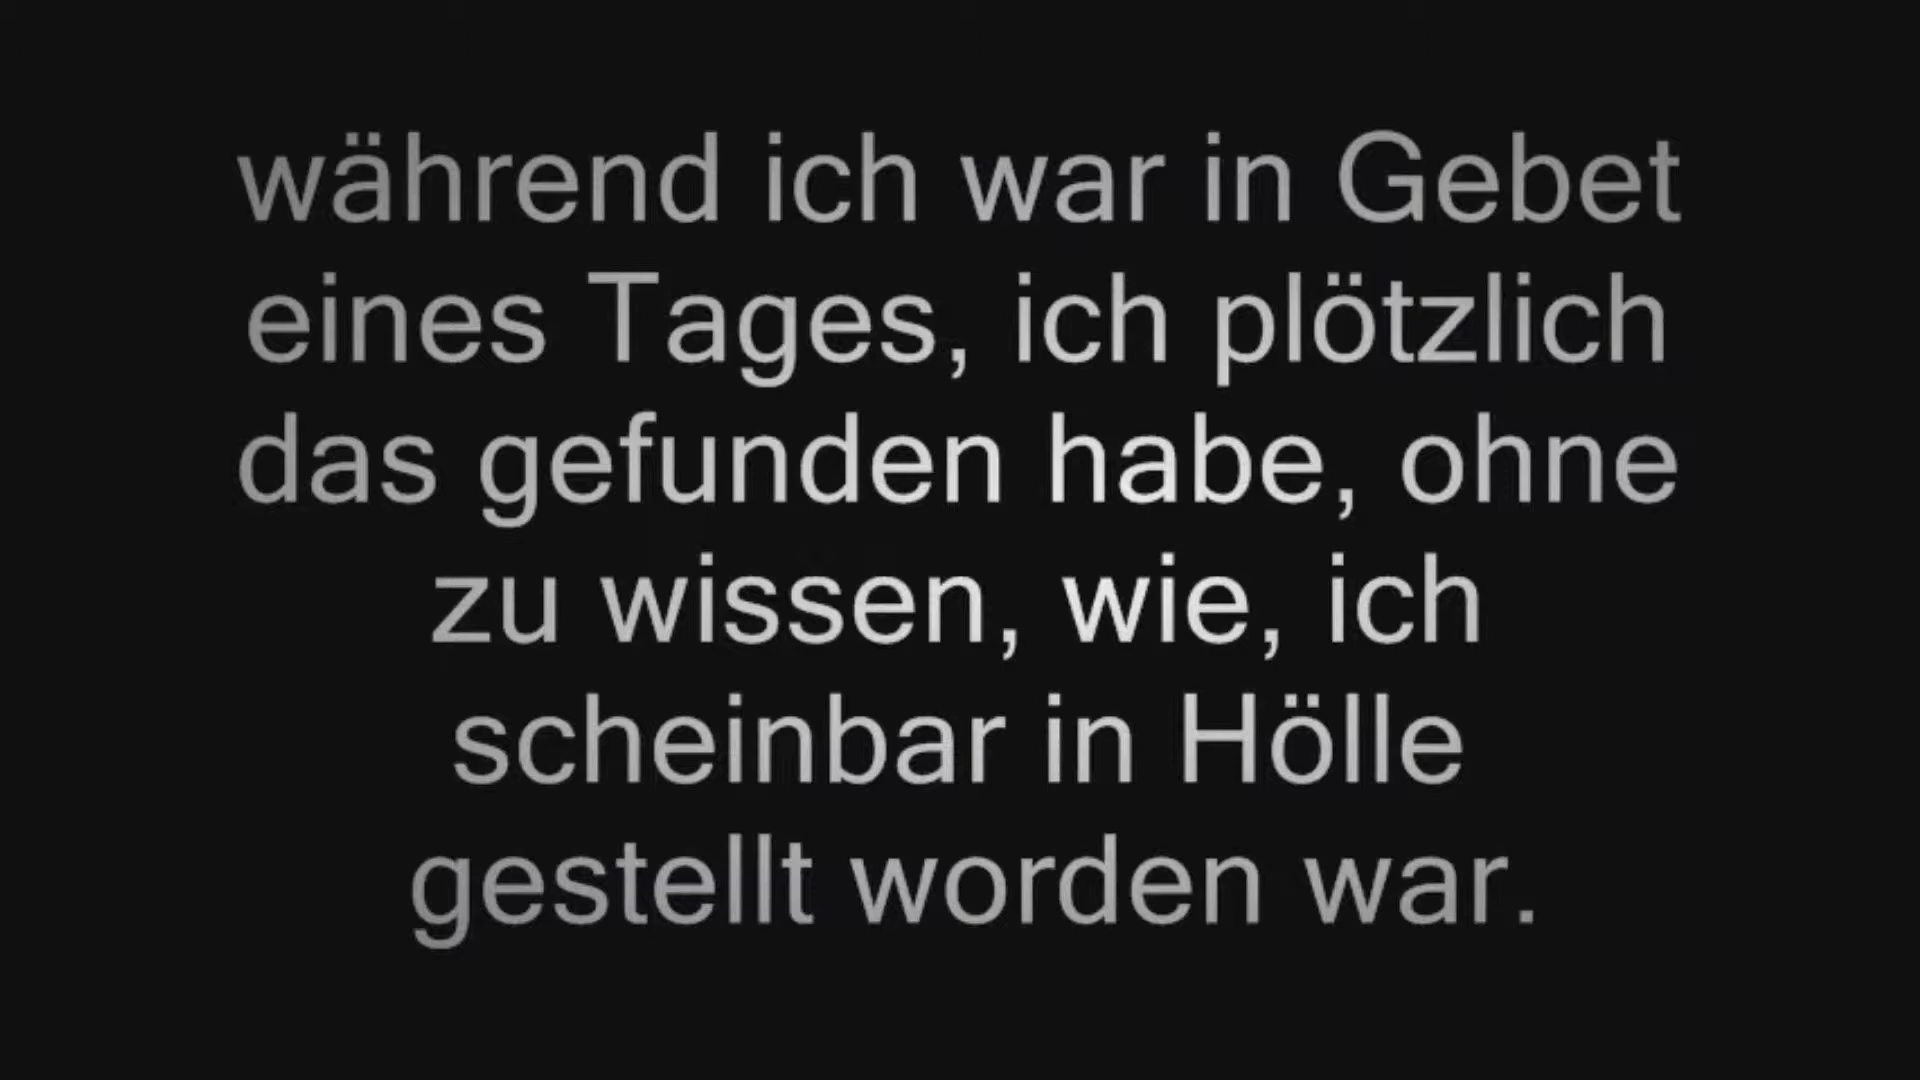 während ich war in Gebet
eines Tages, ich plötzlich
das gefunden habe, ohne
zu wissen, wie, ich
scheinbar in Hölle
gestellt worden war.